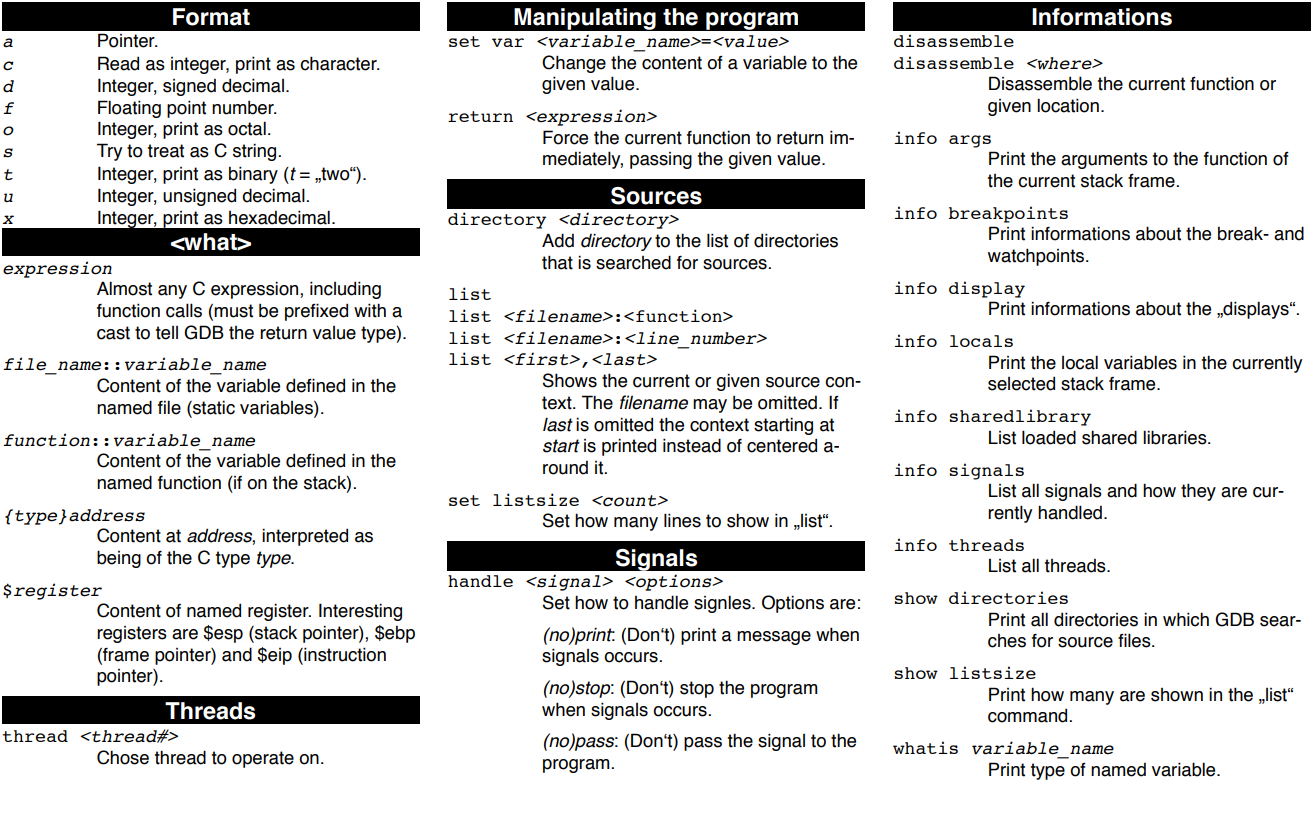 Format
a Pointer.
c Read as integer, print as character.
d Integer, signed decimal.
f Floating point number.
o Integer, print as octal.
s Try to treat as C string.
t Integer, print as binary (t = „two“).
u Integer, unsigned decimal.
x Integer, print as hexadecimal.
<what>
expression
Almost any C expression, including
function calls (must be prefixed with a
cast to tell GDB the return value type).
file_name::variable_name
Content of the variable defined in the
named file (static variables).
function::variable_name
Content of the variable defined in the
named function (if on the stack).
{type}address
Content at address, interpreted as
being of the C type type.
$register
Content of named register. Interesting
registers are $esp (stack pointer), $ebp
(frame pointer) and $eip (instruction
pointer).
Threads
thread <thread#>
Chose thread to operate on.
Manipulating the program
set var <variable_name>=<value>
Change the content of a variable to the
given value.
return <expression>
Force the current function to return im-
mediately, passing the given value.
Sources
directory <directory>
Add directory to the list of directories
that is searched for sources.
list
list <filename>:<function>
list <filename>:<line_number>
list <first>,<last>
Shows the current or given source con-
text. The filename may be omitted. If
last is omitted the context starting at
start is printed instead of centered a-
round it.
set listsize <count>
Set how many lines to show in „list“.
Signals
handle <signal> <options>
Set how to handle signles. Options are:
(no)print: (Don‘t) print a message when
signals occurs.
(no)stop: (Don‘t) stop the program
when signals occurs.
(no)pass: (Don‘t) pass the signal to the
program.
Informations
disassemble
disassemble <where>
Disassemble the current function or
given location.
info args
Print the arguments to the function of
the current stack frame.
info breakpoints
Print informations about the break- and
watchpoints.
info display
Print informations about the „displays“.
info locals
Print the local variables in the currently
selected stack frame.
info sharedlibrary
List loaded shared libraries.
info signals
List all signals and how they are cur-
rently handled.
info threads
List all threads.
show directories
Print all directories in which GDB sear-
ches for source files.
show listsize
Print how many are shown in the „list“
command.
whatis variable_name
Print type of named variable.